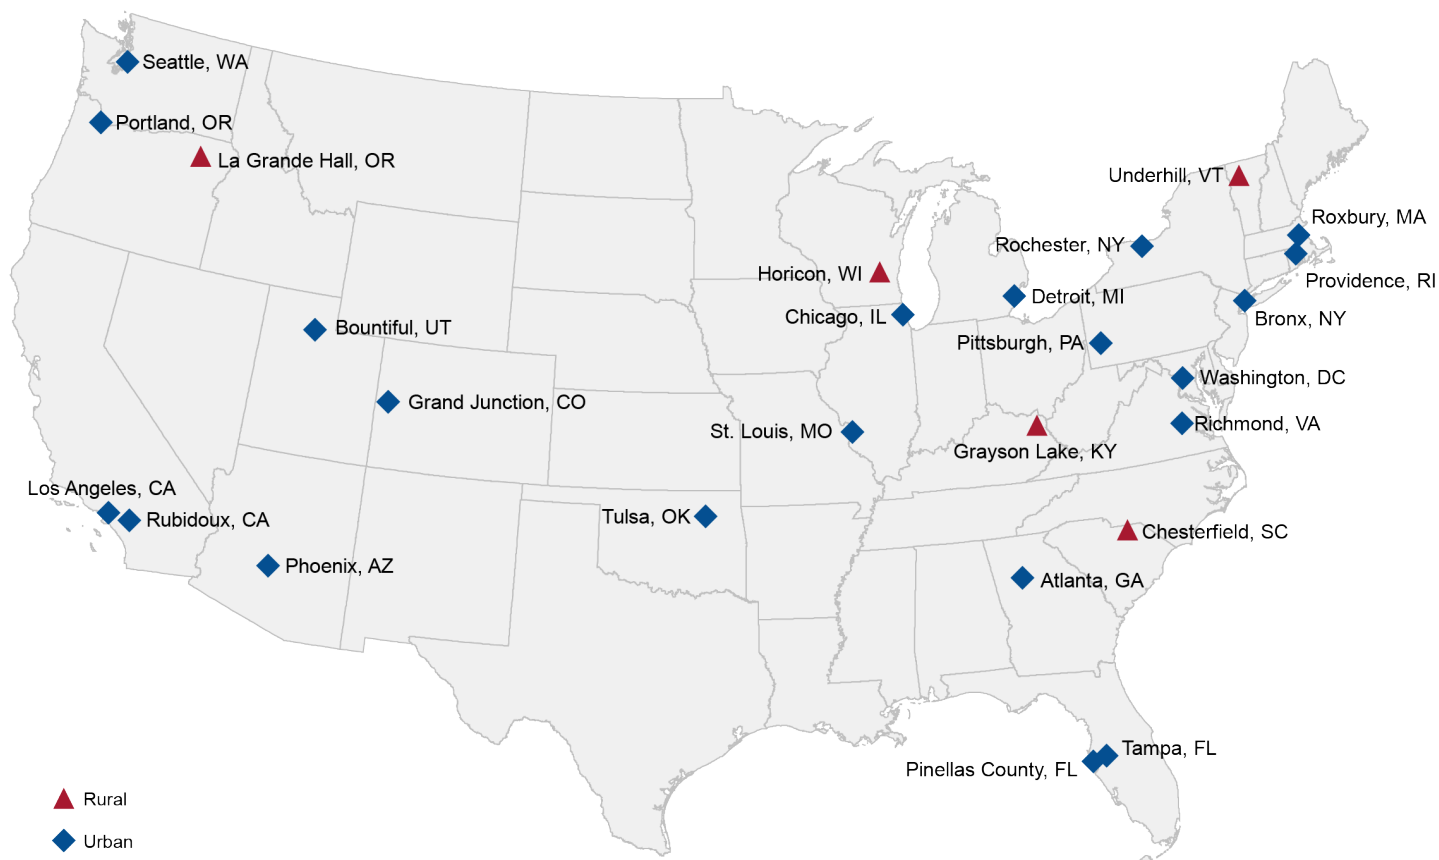 Seattle, WA
Portland, OR
La Grande Hall, OR
Underhill, VT
Roxbury, MA
Rochester, NY
Horicon, WI
Providence, RI
Detroit, MI
Chicago, IL
Bronx, NY
Bountiful, UT
Pittsburgh, PA
Washington, DC
Grand Junction, CO
Richmond, VA
St. Louis, MO
Grayson Lake, KY
Los Angeles, CA
Rubidoux, CA
Tulsa, OK
Chesterfield, SC
Phoenix, AZ
Atlanta, GA
Tampa, FL
Pinellas County, FL
Rural
Urban